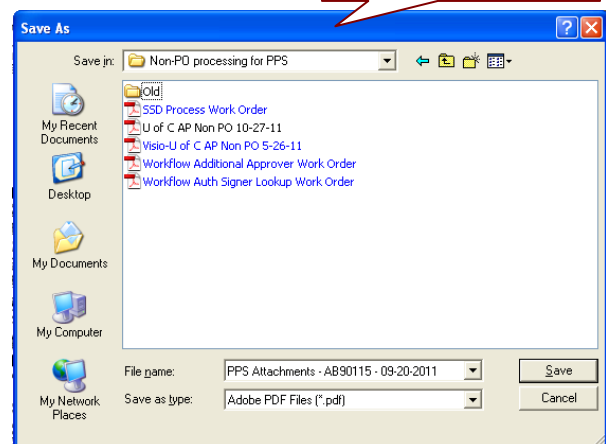 Save As
Save in: Non-PO processing for PPS
Old
SSD Process Work Order
U of C AP Non PO 10-27-11
Visio-U of C AP Non PO 5-26-11
Workflow Additional Approver Work Order
Workflow Auth Signer Lookup Work Order
My Recent
Documents
Desktop
My Documents
My Computer
My Network
Places
File name: PPS Attachments - AB90115 - 09-20-2011 Save
Save as type: Adobe PDF Files (*.pdf) Cancel